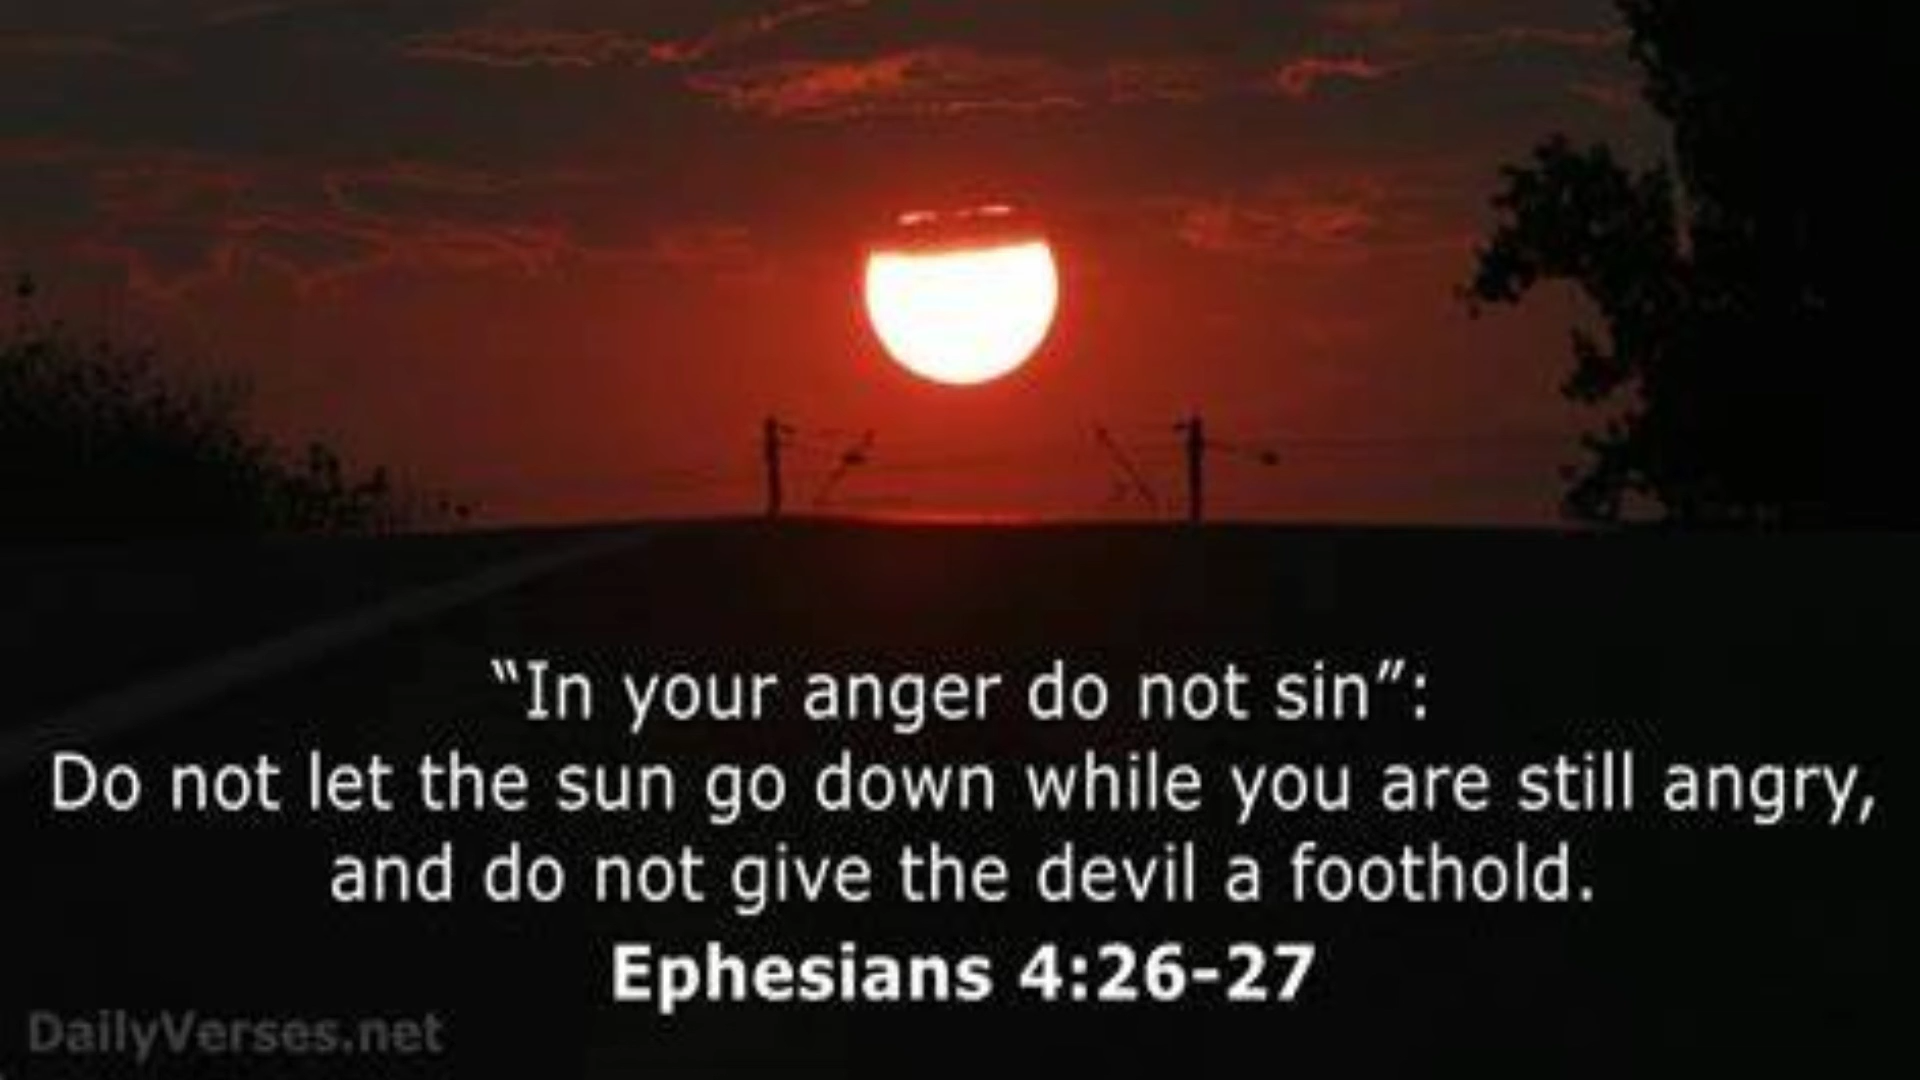 “In your anger do not sin”:
Do not let the sun go down while you are still angry,
and do not give the devil a foothold.
Ephesians 4:26-27
DailyVerses.net